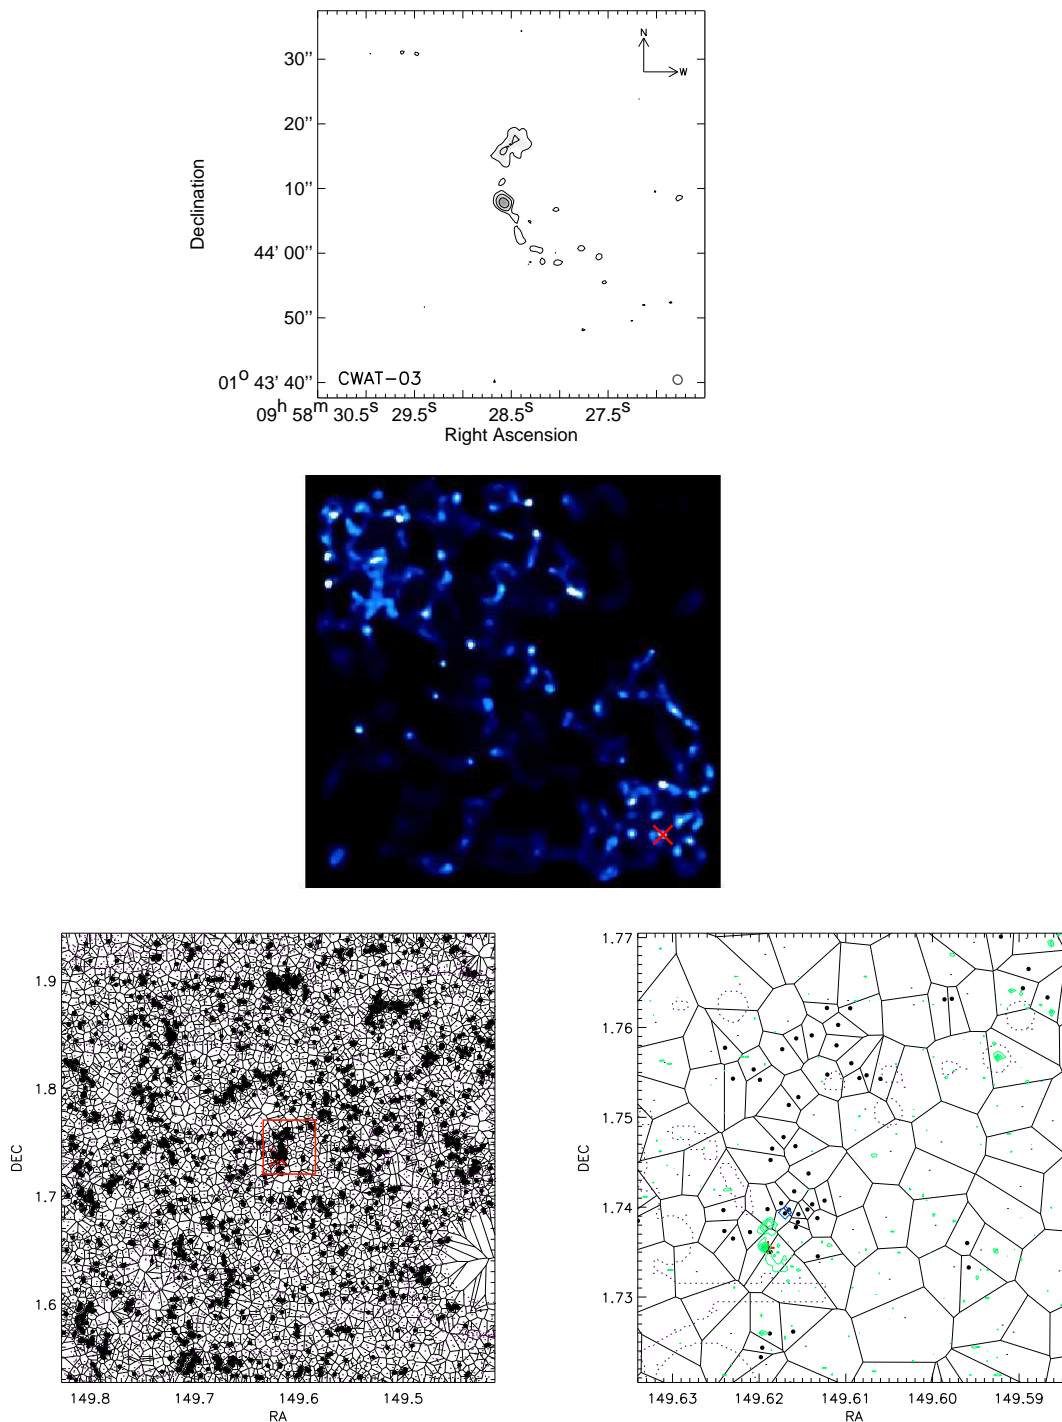 N
W
30”
20”
10”
44’ 00”
50”
01° 43’ 40”
Declination
CWAT-03
09h 58m 30.5s 29.5s 28.5s 27.5s
Right Ascension
1.9
1.8
1.7
1.6
DEC
149.8 149.7 149.6 149.5
RA
1.77
1.76
1.75
1.74
1.73
DEC
149.63 149.62 149.61 149.60 149.59
RA